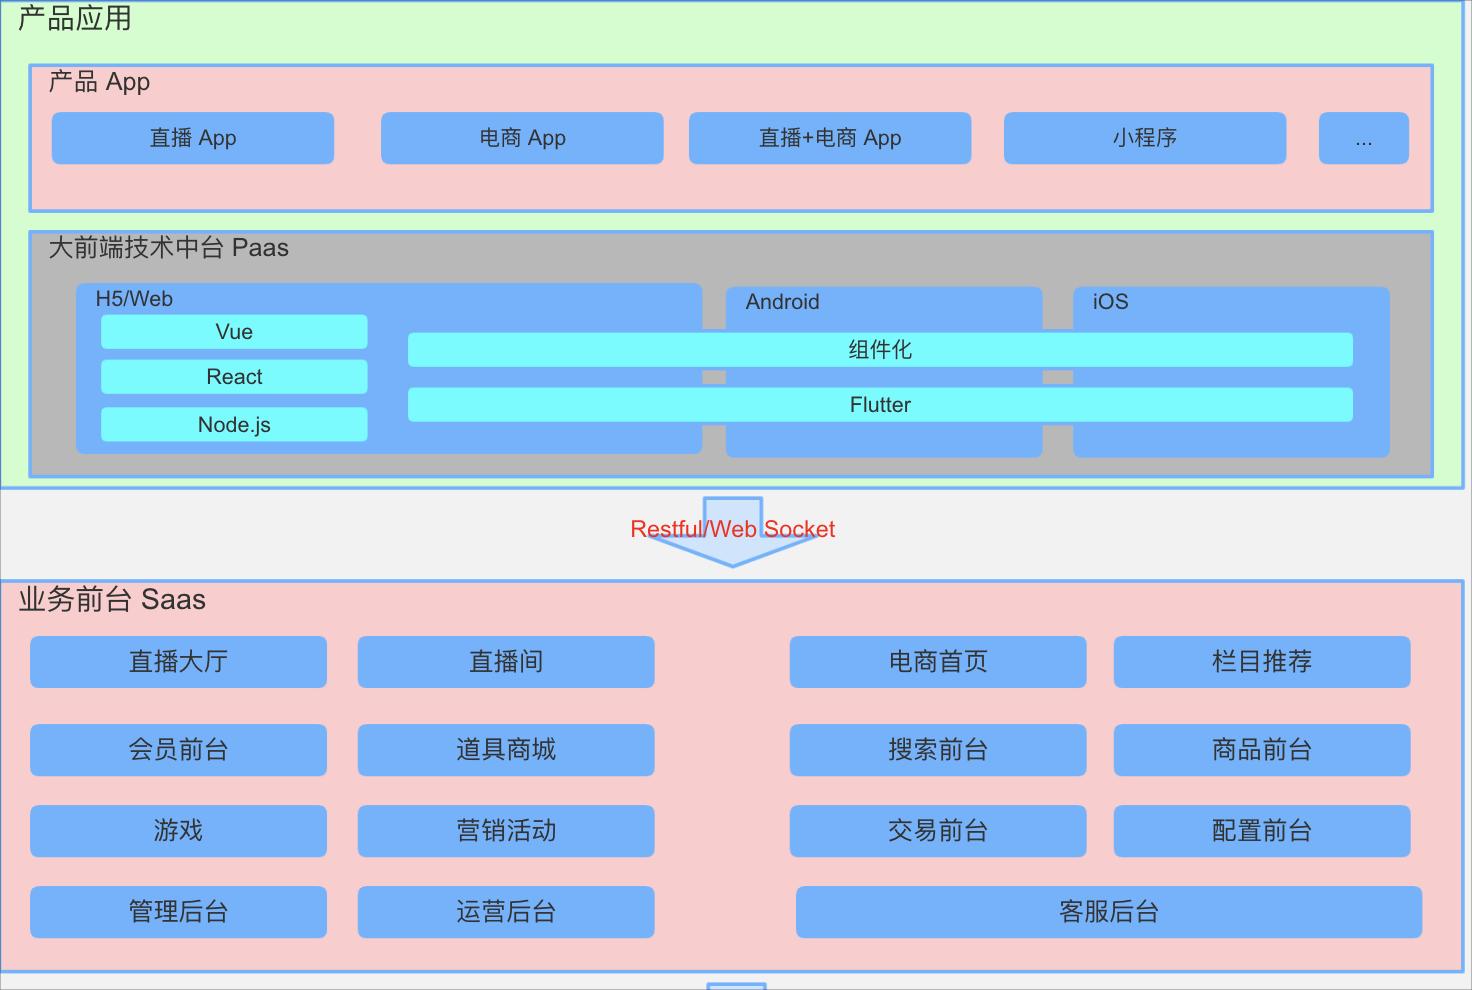 产品应用
产品 App
直播 App
电商 App
直播+电商 App
小程序
...
大前端技术中台 Paas
H5/Web
Android
iOS
Vue
组件化
React
Flutter
Node.js
Restful/Web Socket
业务前台 Saas
直播大厅
直播间
电商首页
栏目推荐
会员前台
道具商城
搜索前台
商品前台
游戏
营销活动
交易前台
配置前台
管理后台
运营后台
客服后台